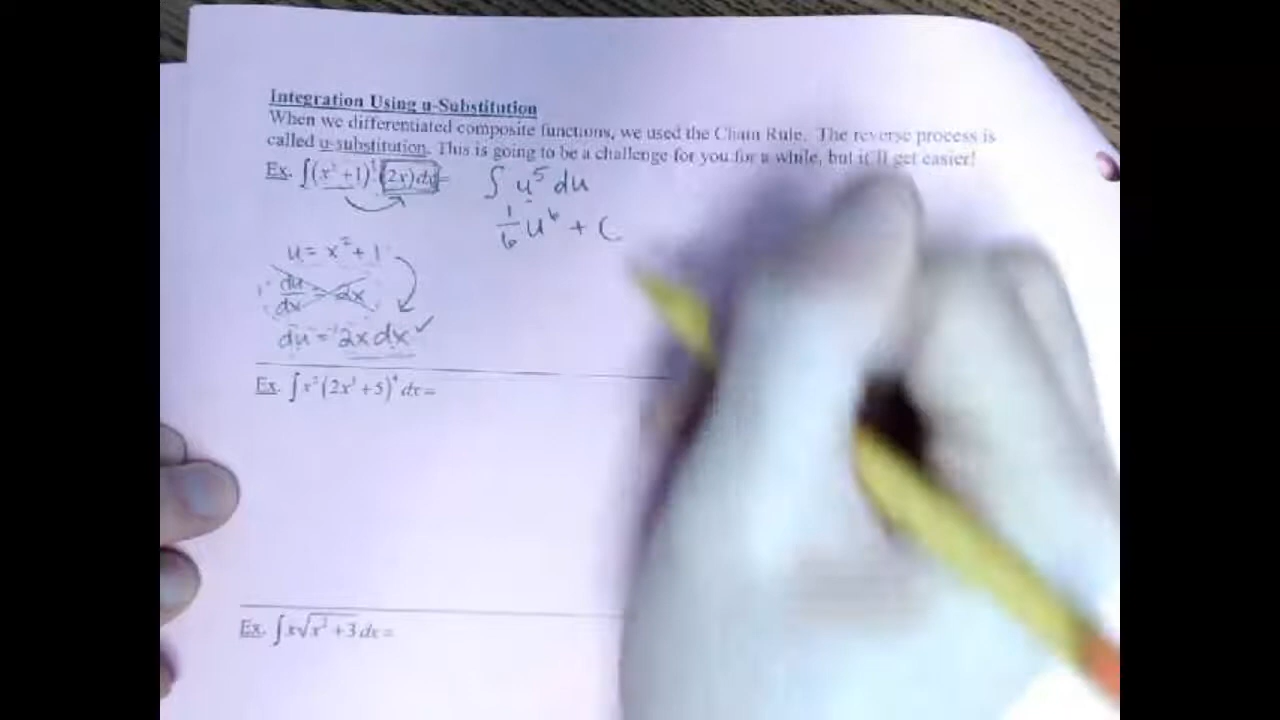 Integration Using u-Substitution
When we differentiated composite functions, we used the Chain Rule. The reverse process is
called u-substitution. This is going to be a challenge for you for a while, but it'll get easier!
Ex. ∫(x² +1)⁵(2x)dx =
∫ u⁵ du
1/6 u⁶ + C
u = x² + 1
du/dx = 2x
du = 2x dx ✓
Ex. ∫x²(2x³ +5)⁴ dx =
Ex. ∫x√(x² +3) dx =